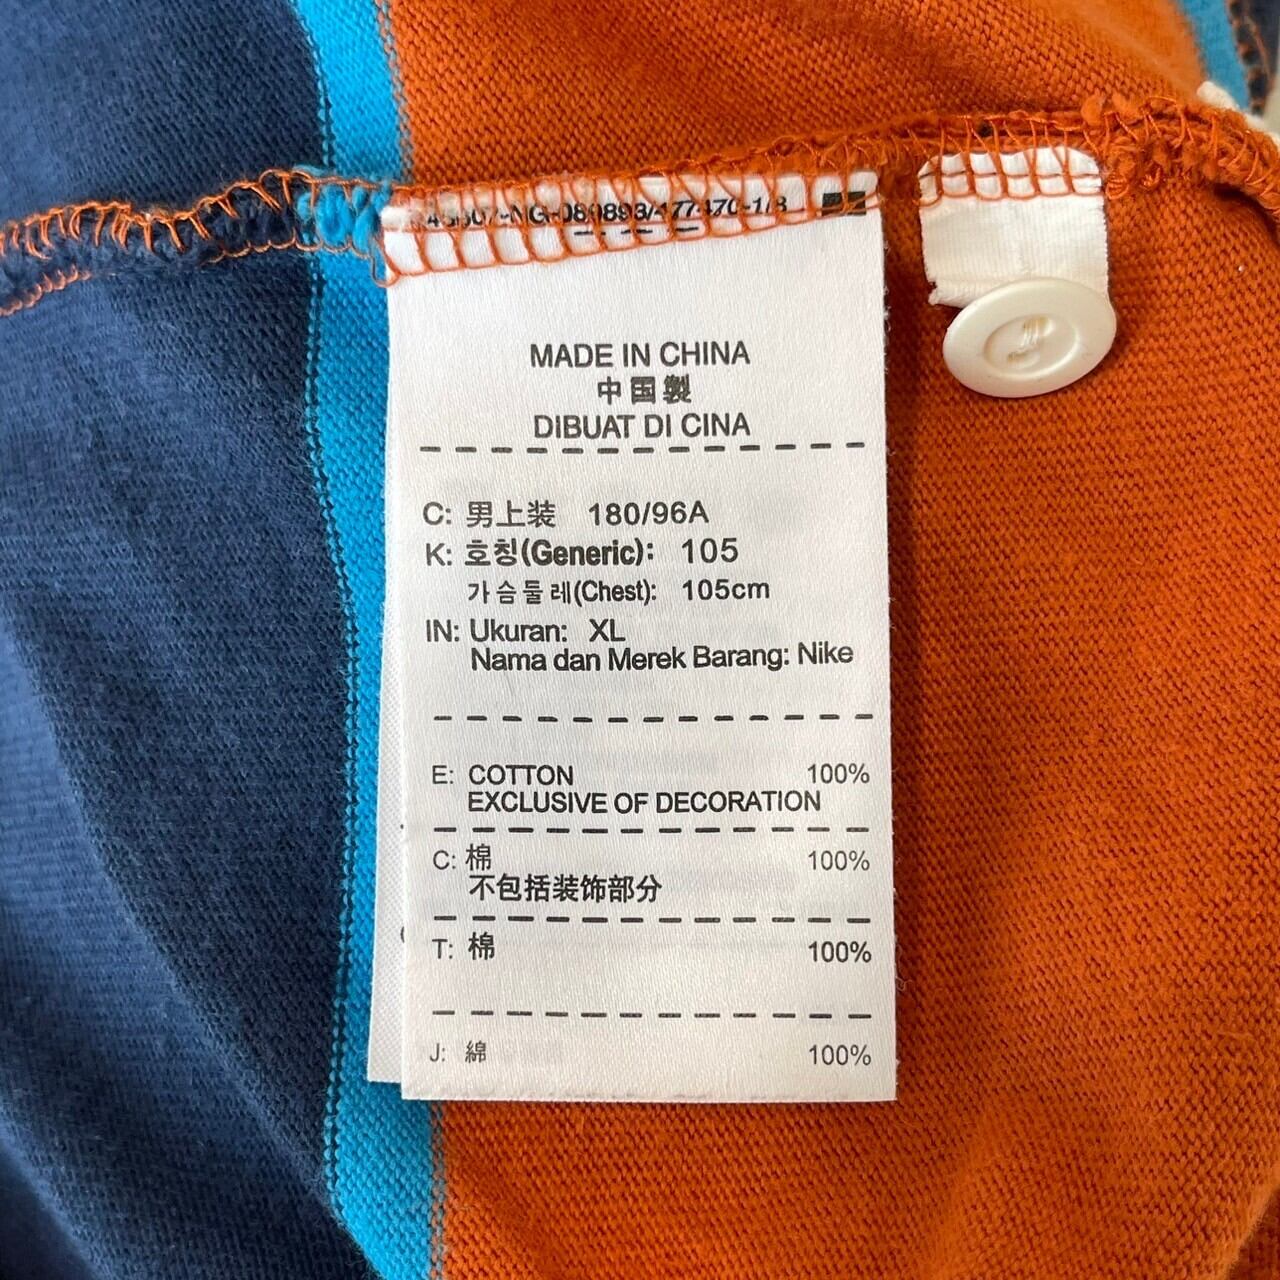 MADE IN CHINA
中国製
DIBUAT DI CINA
C: 男上装 180/96A
K: 호칭(Generic): 105
가슴둘레(Chest): 105cm
IN: Ukuran: XL
Nama dan Merek Barang: Nike
E: COTTON 100%
EXCLUSIVE OF DECORATION
C: 棉 100%
不包括装饰部分
T: 棉 100%
J: 綿 100%